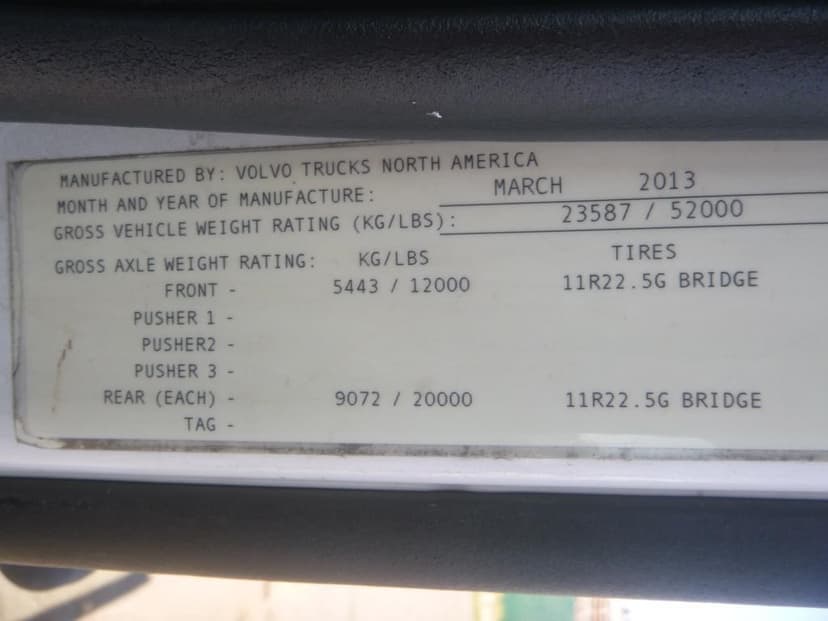 MANUFACTURED BY: VOLVO TRUCKS NORTH AMERICA
MONTH AND YEAR OF MANUFACTURE: MARCH 2013
GROSS VEHICLE WEIGHT RATING (KG/LBS): 23587 / 52000
GROSS AXLE WEIGHT RATING: KG/LBS TIRES
FRONT - 5443 / 12000 11R22.5G BRIDGE
PUSHER 1 -
PUSHER2 -
PUSHER 3 -
REAR (EACH) - 9072 / 20000 11R22.5G BRIDGE
TAG -